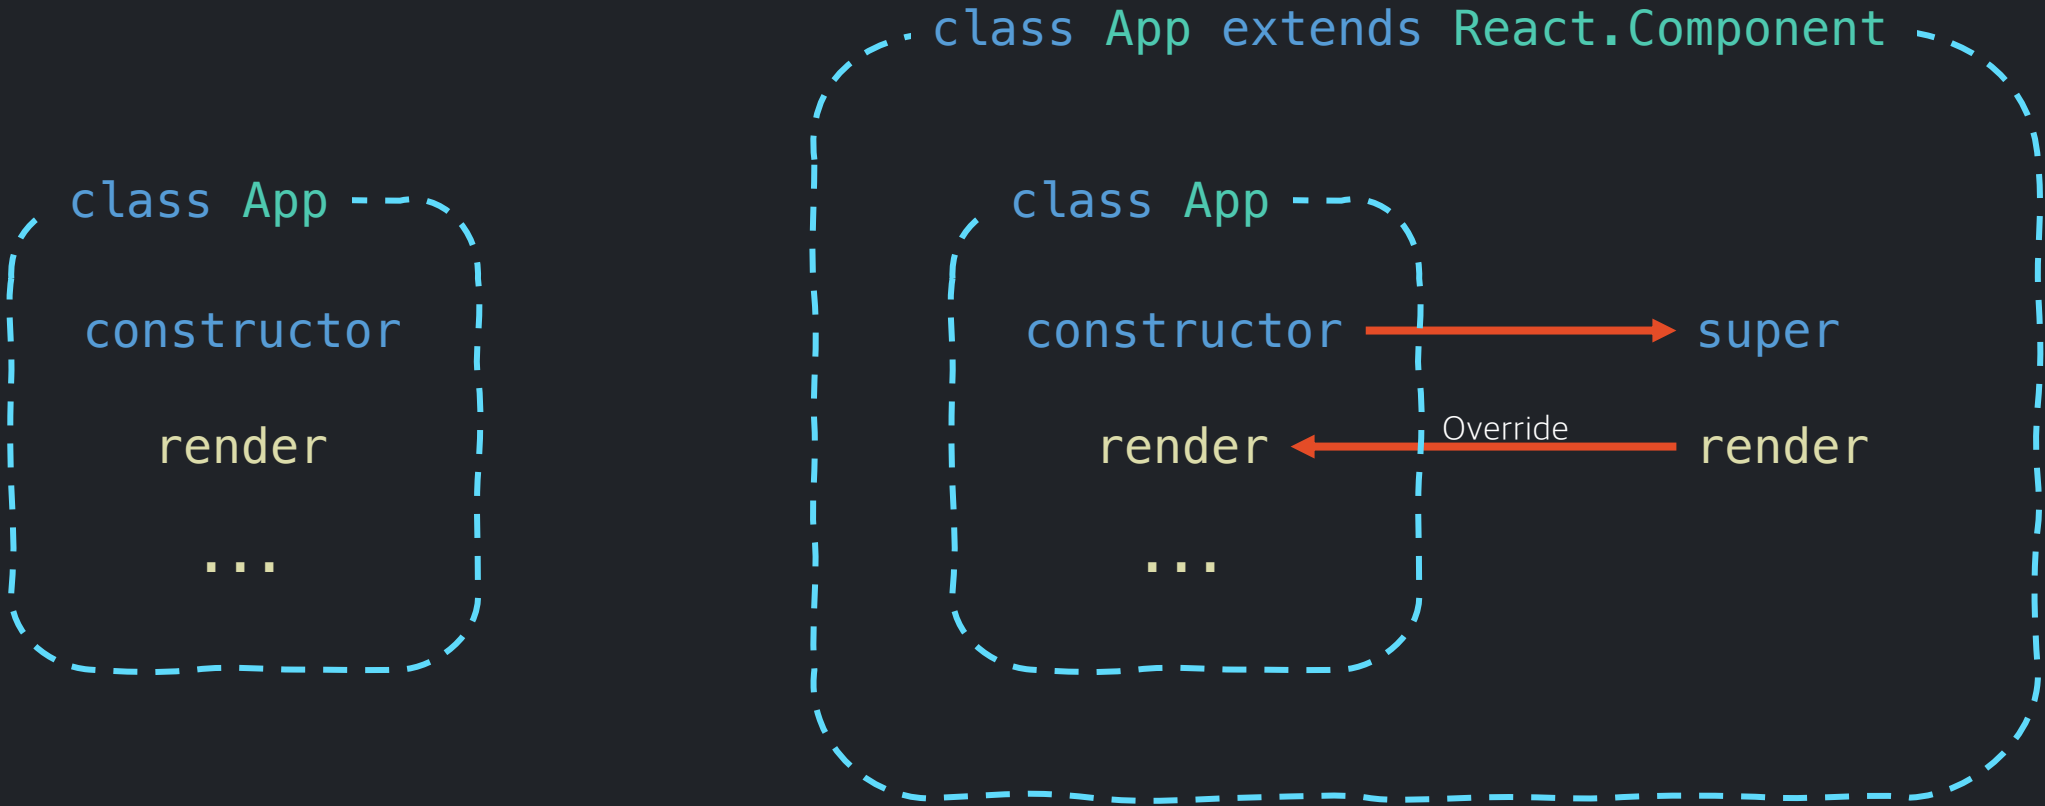 class App extends React.Component
class App
constructor
render
...
class App
constructor
super
render
Override
render
...